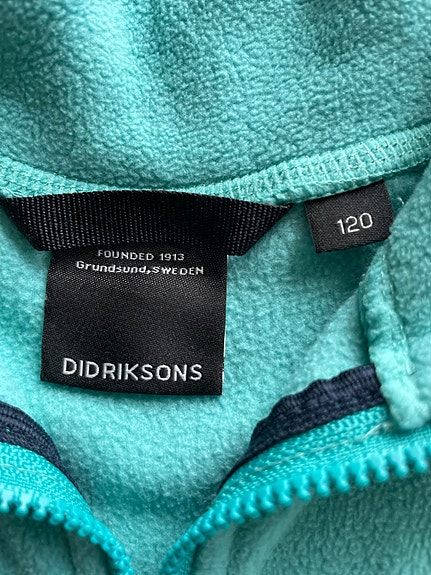 FOUNDED 1913
Grundsund, SWEDEN
DIDRIKSONS
120